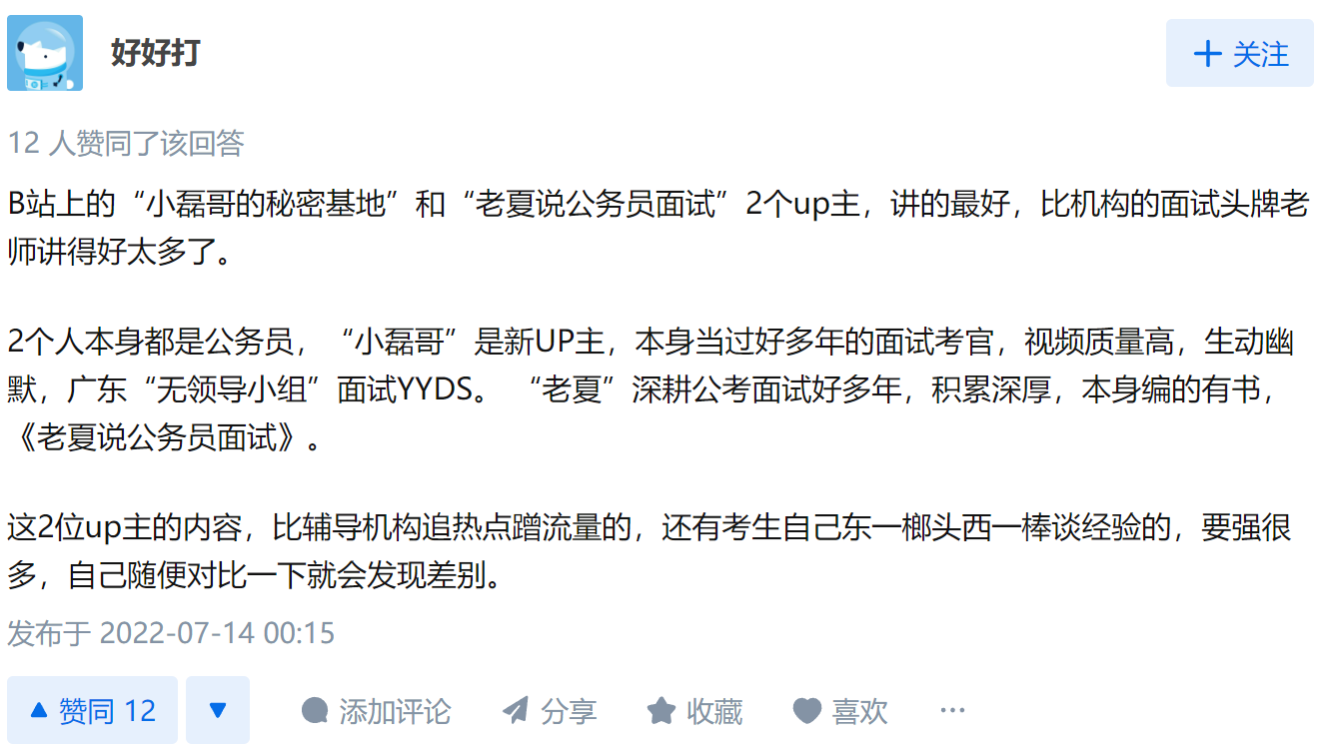 好好打
关注
12 人赞同了该回答
B站上的“小磊哥的秘密基地”和“老夏说公务员面试”2个up主，讲的最好，比机构的面试头牌老
师讲得好太多了。
2个人本身都是公务员，“小磊哥”是新UP主，本身当过好多年的面试考官，视频质量高，生动幽
默，广东“无领导小组”面试YYDS。“老夏”深耕公考面试好多年，积累深厚，本身编的有书，
《老夏说公务员面试》。
这2位up主的内容，比辅导机构追热点蹭流量的，还有考生自己东一榔头西一棒谈经验的，要强很
多，自己随便对比一下就会发现差别。
发布于 2022-07-14 00:15
赞同 12 添加评论 分享 收藏 喜欢 ···